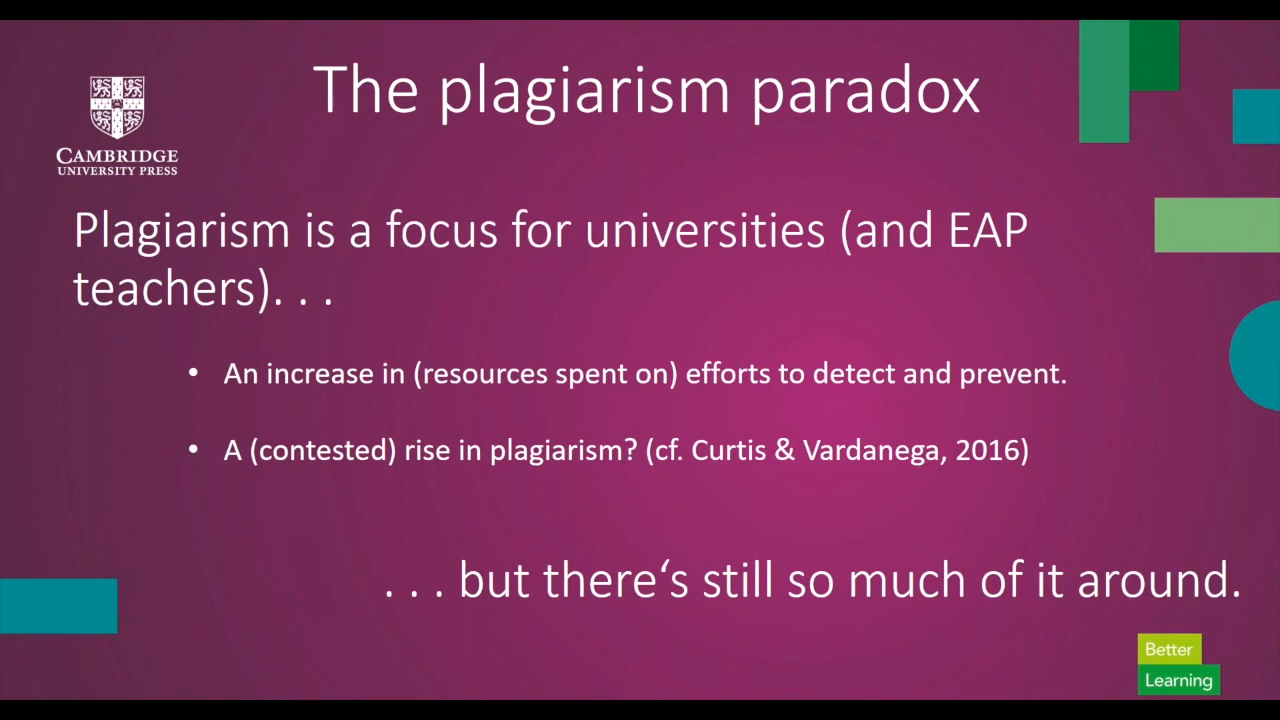 The plagiarism paradox
CAMBRIDGE
UNIVERSITY PRESS
Plagiarism is a focus for universities (and EAP
teachers). . .
• An increase in (resources spent on) efforts to detect and prevent.
• A (contested) rise in plagiarism? (cf. Curtis & Vardanega, 2016)
. . . but there‘s still so much of it around.
Better
Learning